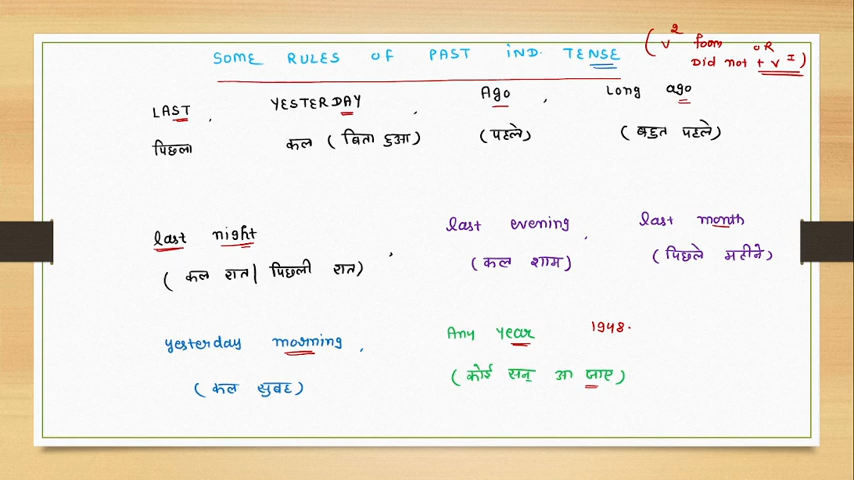 SOME RULES OF PAST IND. TENSE (V² form OR
Did not + V I)
LAST, YESTERDAY, Ago, Long ago
पिछला कल (बिता हुआ) (पहले) (बहुत पहले)
last night, last evening, last month
(कल रात| पिछली रात) (कल शाम) (पिछले महीने)
yesterday morning, Any year 1948.
(कल सुबह) (कोई सन् आ जाए)